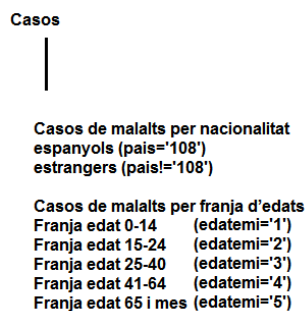 Casos
Casos de malalts per nacionalitat
espanyols (pais='108')
estrangers (pais!='108')
Casos de malalts per franja d'edats
Franja edat 0-14 (edatemi='1')
Franja edat 15-24 (edatemi='2')
Franja edat 25-40 (edatemi='3')
Franja edat 41-64 (edatemi='4')
Franja edat 65 i mes (edatemi='5')